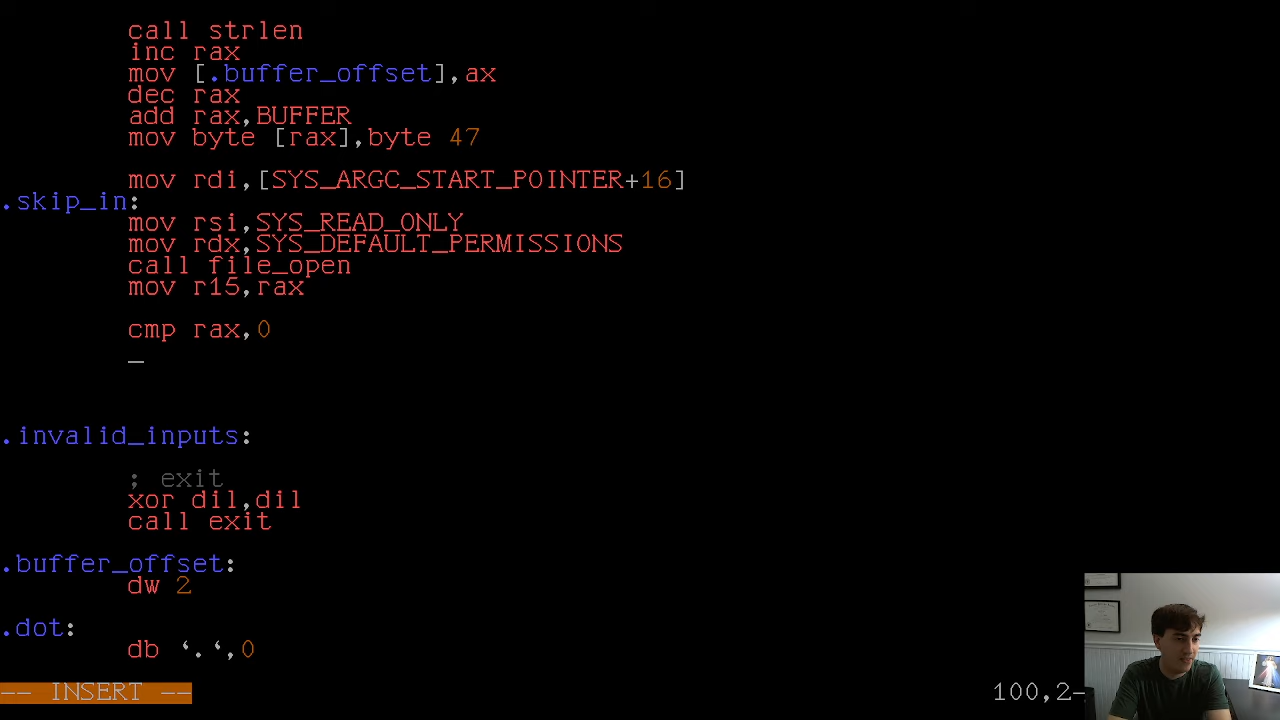 call strlen
inc rax
mov [.buffer_offset],ax
dec rax
add rax,BUFFER
mov byte [rax],byte 47
mov rdi,[SYS_ARGC_START_POINTER+16]
.skip_in:
mov rsi,SYS_READ_ONLY
mov rdx,SYS_DEFAULT_PERMISSIONS
call file_open
mov r15,rax
cmp rax,0
.invalid_inputs:
; exit
xor dil,dil
call exit
.buffer_offset:
dw 2
.dot:
db `.`,0
-- INSERT --
100,2-